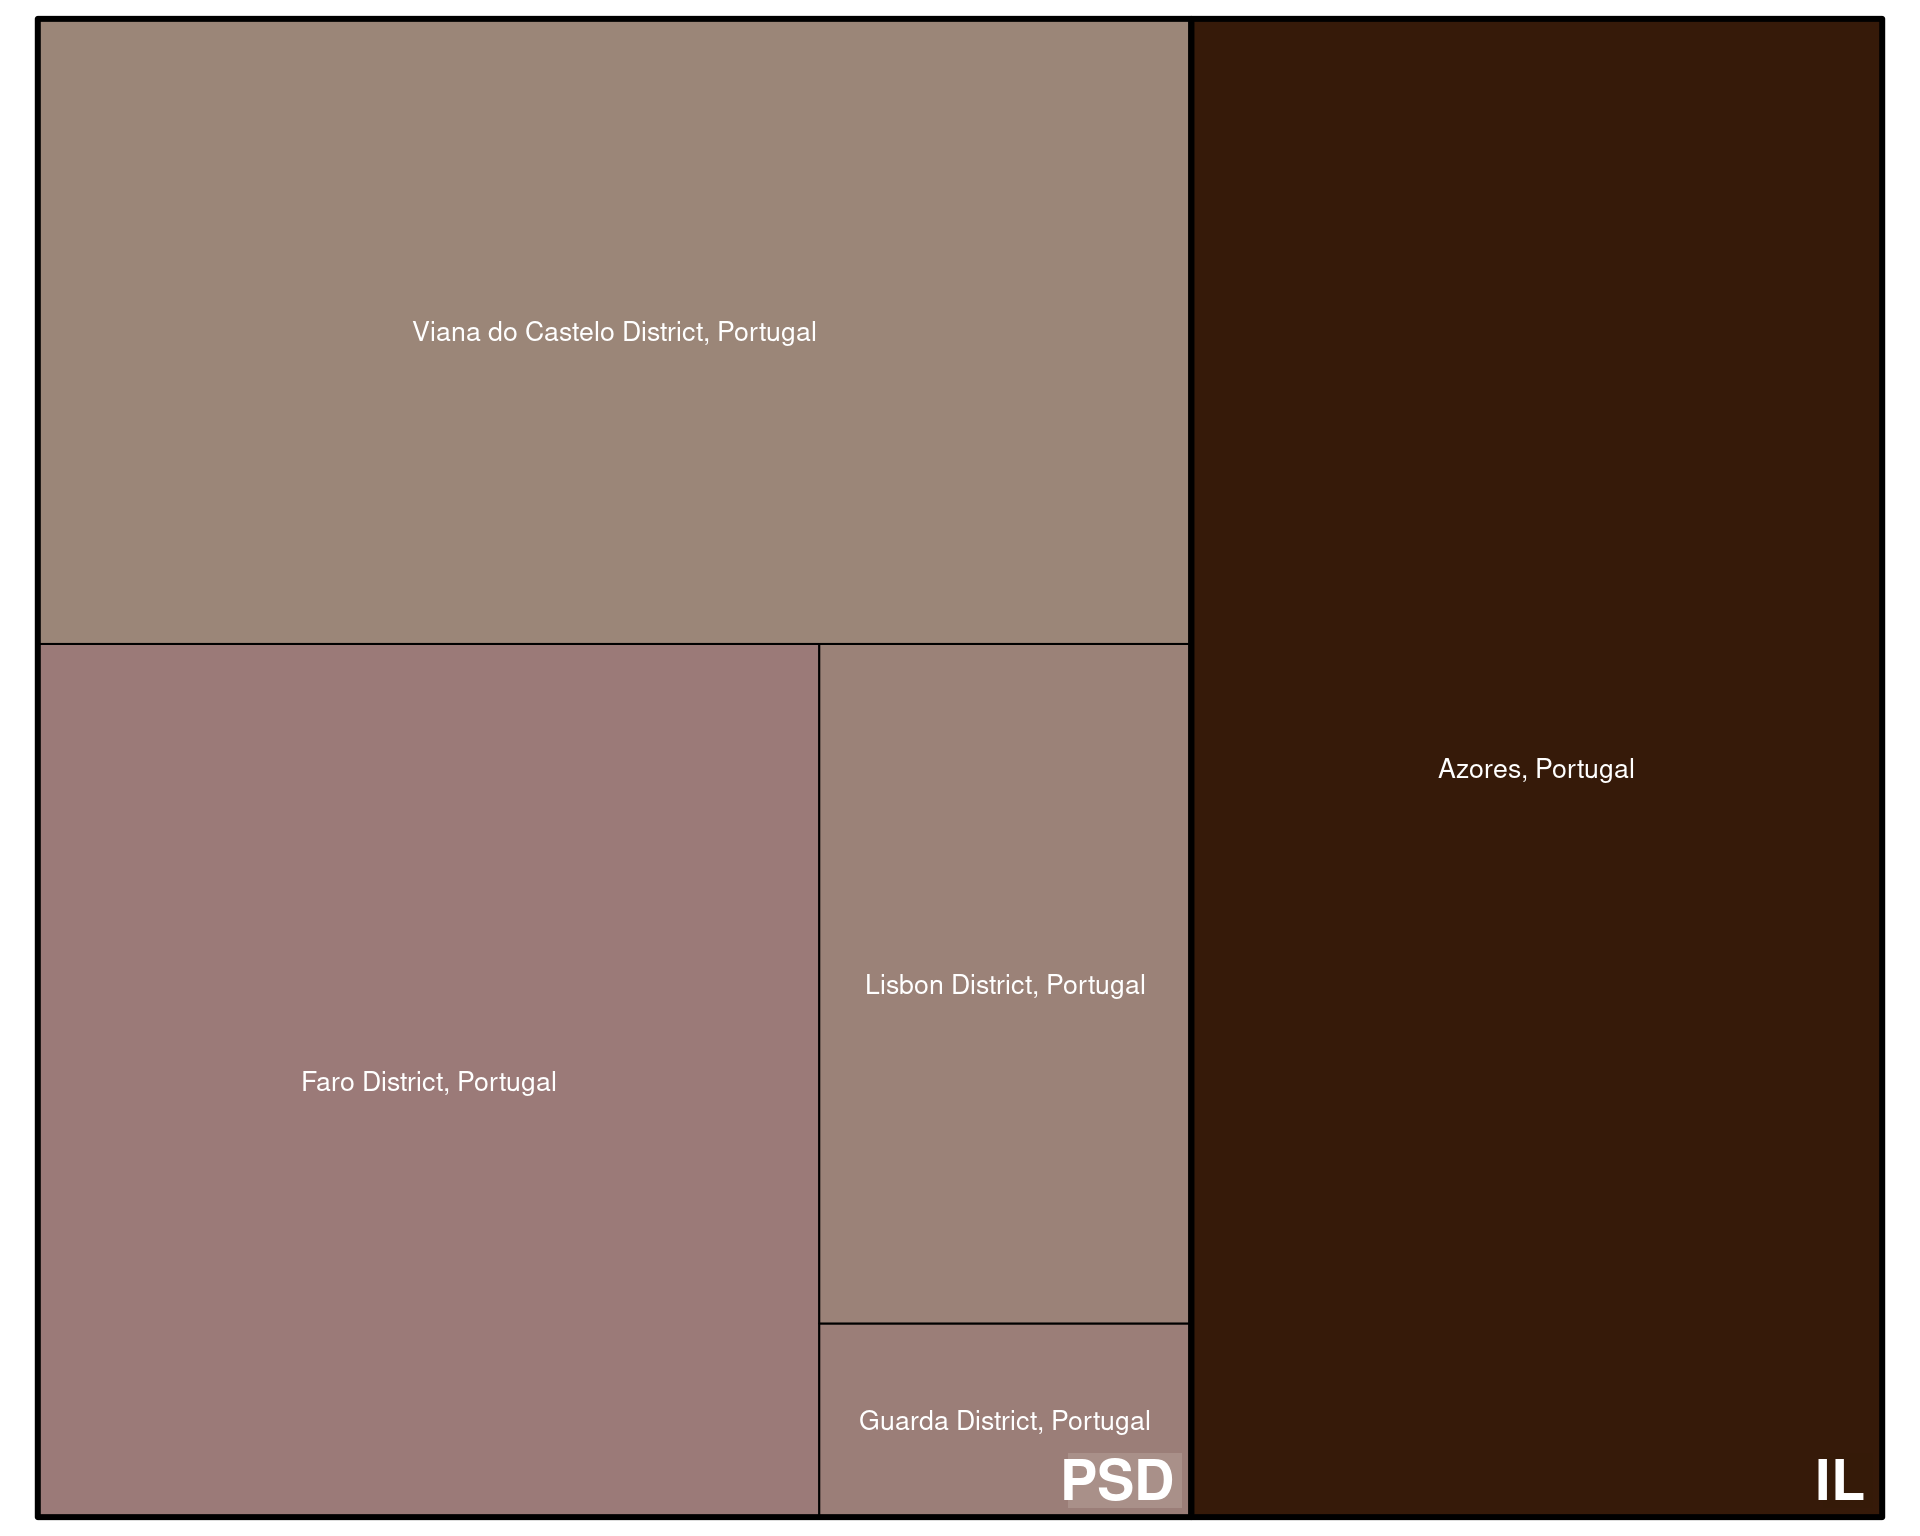 Viana do Castelo District, Portugal
Faro District, Portugal
Lisbon District, Portugal
Guarda District, Portugal
PSD
Azores, Portugal
IL